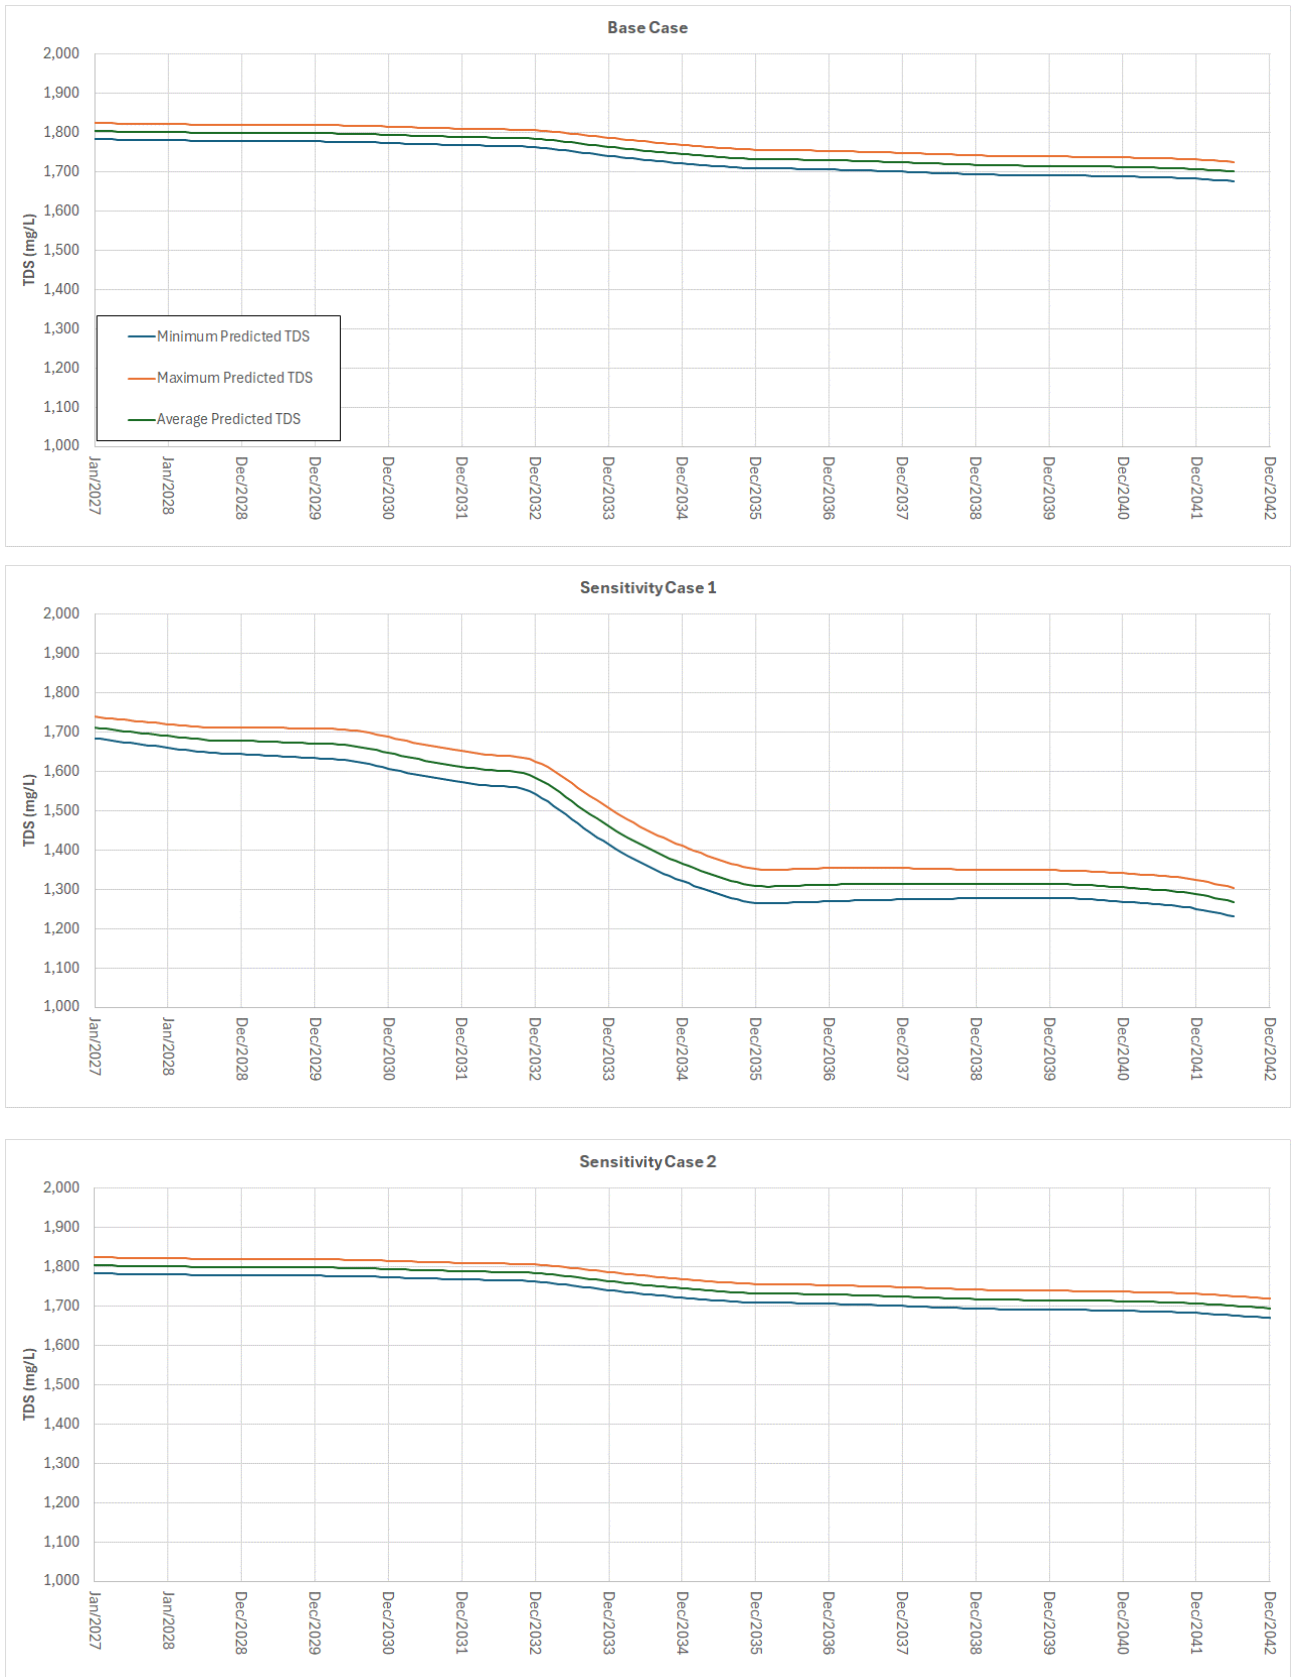 Base Case
2,000
1,900
1,800
1,700
1,600
1,500
1,400
1,300
1,200
1,100
1,000
TDS (mg/L)
Minimum Predicted TDS
Maximum Predicted TDS
Average Predicted TDS
Jan/2027
Jan/2028
Dec/2028
Dec/2029
Dec/2030
Dec/2031
Dec/2032
Dec/2033
Dec/2034
Dec/2035
Dec/2036
Dec/2037
Dec/2038
Dec/2039
Dec/2040
Dec/2041
Dec/2042
Sensitivity Case 1
2,000
1,900
1,800
1,700
1,600
1,500
1,400
1,300
1,200
1,100
1,000
TDS (mg/L)
Jan/2027
Jan/2028
Dec/2028
Dec/2029
Dec/2030
Dec/2031
Dec/2032
Dec/2033
Dec/2034
Dec/2035
Dec/2036
Dec/2037
Dec/2038
Dec/2039
Dec/2040
Dec/2041
Dec/2042
Sensitivity Case 2
2,000
1,900
1,800
1,700
1,600
1,500
1,400
1,300
1,200
1,100
1,000
TDS (mg/L)
Jan/2027
Jan/2028
Dec/2028
Dec/2029
Dec/2030
Dec/2031
Dec/2032
Dec/2033
Dec/2034
Dec/2035
Dec/2036
Dec/2037
Dec/2038
Dec/2039
Dec/2040
Dec/2041
Dec/2042